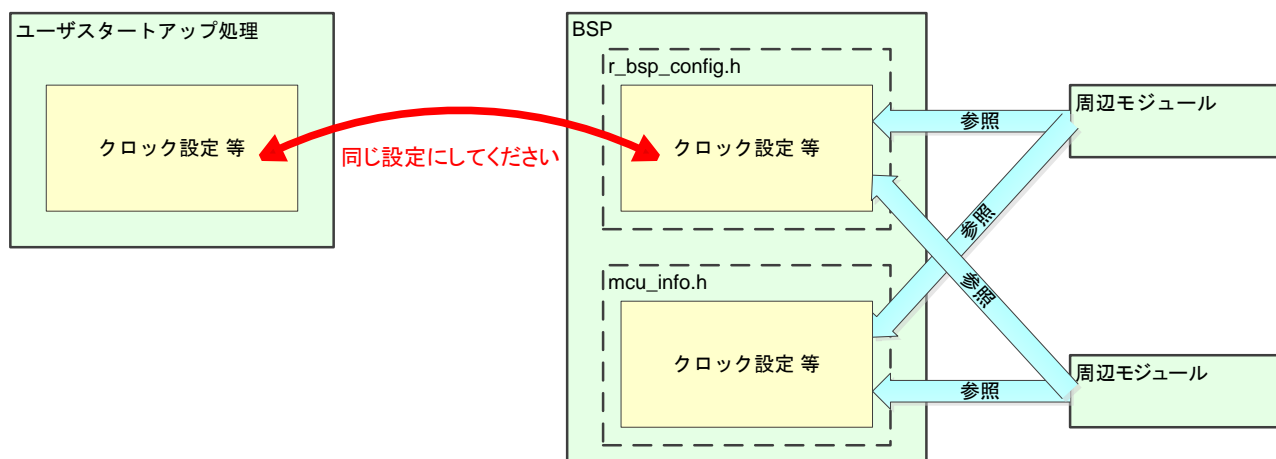 ユーザスタートアップ処理
クロック設定 等
同じ設定にしてください
BSP
r_bsp_config.h
クロック設定 等
mcu_info.h
クロック設定 等
参照
参照
参照
参照
周辺モジュール
周辺モジュール